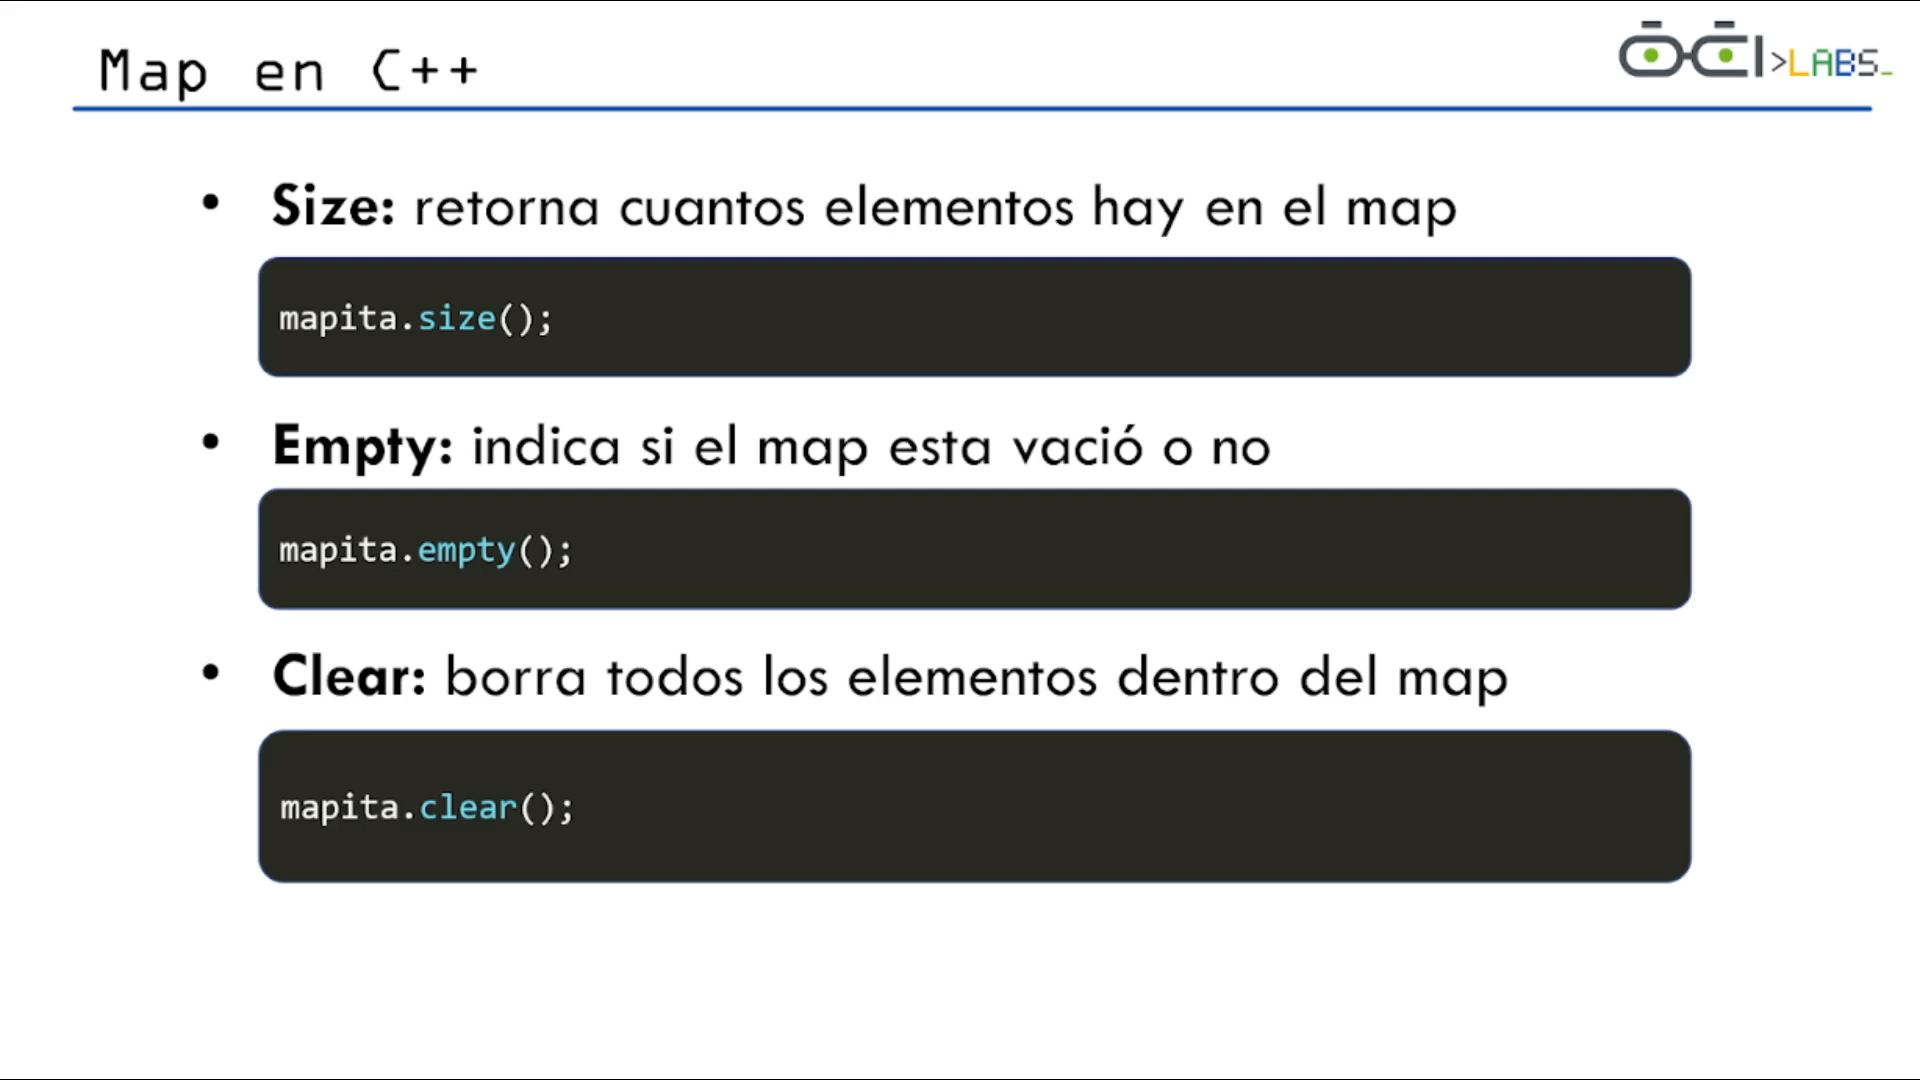 Map en C++
OCI>LABS_
• Size: retorna cuantos elementos hay en el map
mapita.size();
• Empty: indica si el map esta vació o no
mapita.empty();
• Clear: borra todos los elementos dentro del map
mapita.clear();